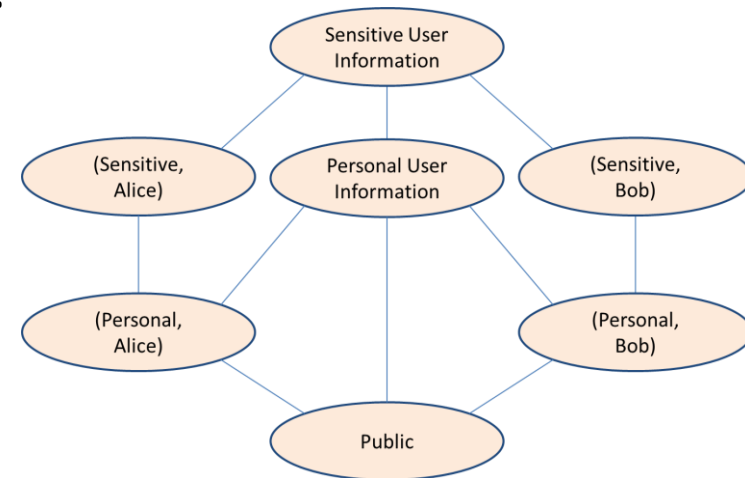 Sensitive User
Information
(Sensitive,
Alice)
Personal User
Information
(Sensitive,
Bob)
(Personal,
Alice)
(Personal,
Bob)
Public